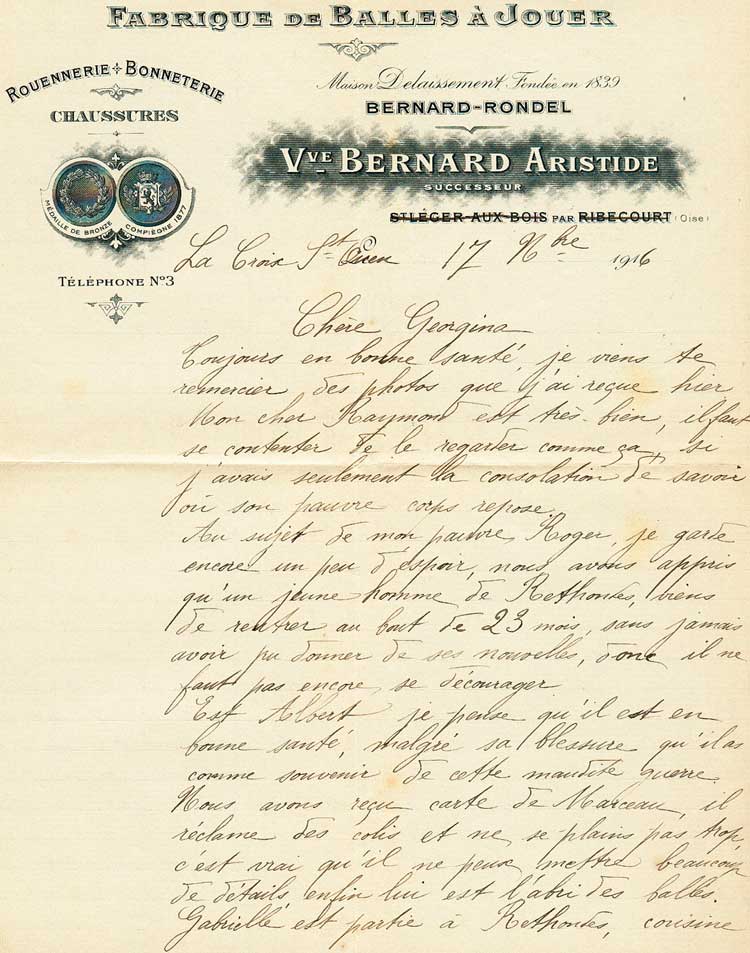 FABRIQUE DE BALLES À JOUER
ROUENNERIE + BONNETERIE
CHAUSSURES
Maison Delaissement Fondée en 1839
BERNARD-RONDEL
VVE BERNARD ARISTIDE
SUCCESSEUR
MÉDAILLE DE BRONZE COMPIÈGNE 1877
ST LÉGER-AUX BOIS PAR RIBECOURT (Oise)
TÉLÉPHONE No3
La Croix St Ouen 17 Nbre 1916
Chère Georgina
Toujours en bonne santé, je viens te
remercier des photos que j'ai reçue hier
Mon cher Raymond est très-bien, il faut
se contenter de le regarder comme ça, si
j'avais seulement la consolation de savoir
où son pauvre corps repose.
Au sujet de mon pauvre Roger, je garde
encore un peu d'espoir, nous avons appris
qu'un jeune homme de Rethondes, viens
de rentrer au bout de 23 mois, sans jamais
avoir pu donner de ses nouvelles, donc il ne
faut pas encore se décourager.
Est Albert je pense qu'il est en
bonne santé, malgré sa blessure qu'il as
comme souvenir de cette maudite guerre.
Nous avons reçu carte de Marceau, il
réclame des colis et ne se plains pas trop,
c'est vrai qu'il ne peux mettre beaucoup
de détails, enfin lui est l'abri des balles.
Gabrielle est partie à Rethondes, cousine